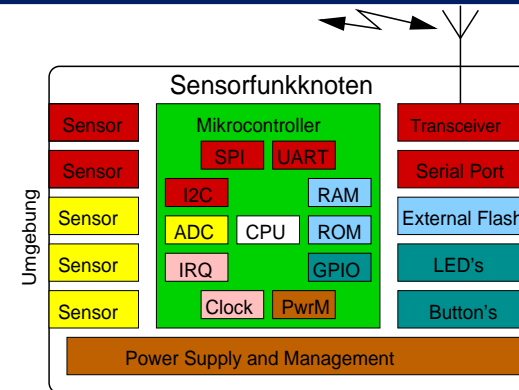 Sensorfunkknoten
Umgebung
Sensor
Sensor
Sensor
Sensor
Sensor
Mikrocontroller
SPI
UART
I2C
RAM
ADC
CPU
ROM
IRQ
GPIO
Clock
PwrM
Transceiver
Serial Port
External Flash
LED's
Button's
Power Supply and Management